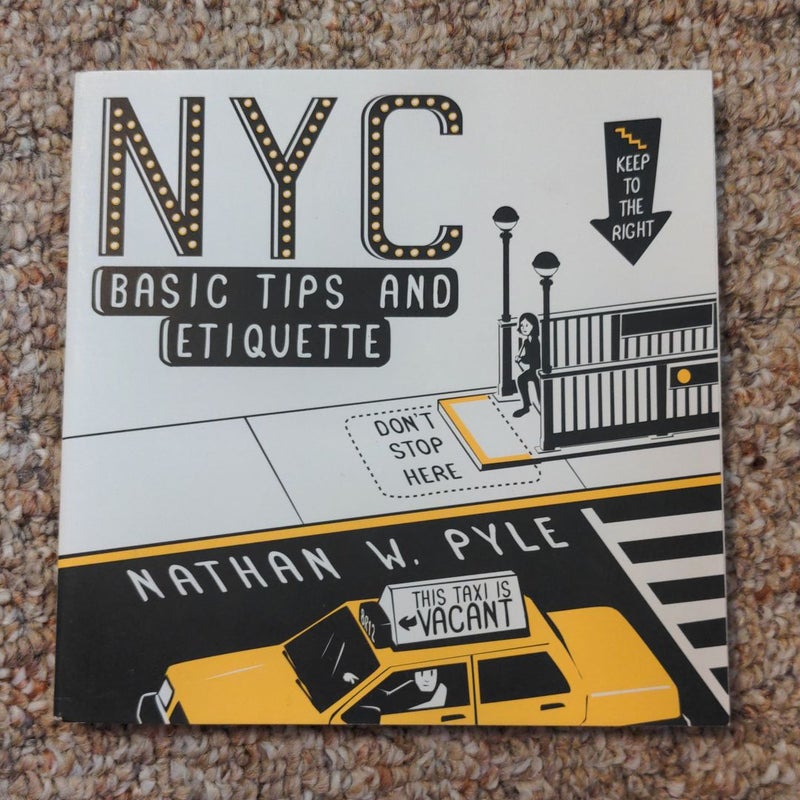 NYC
BASIC TIPS AND
ETIQUETTE
KEEP
TO
THE
RIGHT
DON'T
STOP
HERE
NATHAN W. PYLE
THIS TAXI IS
VACANT